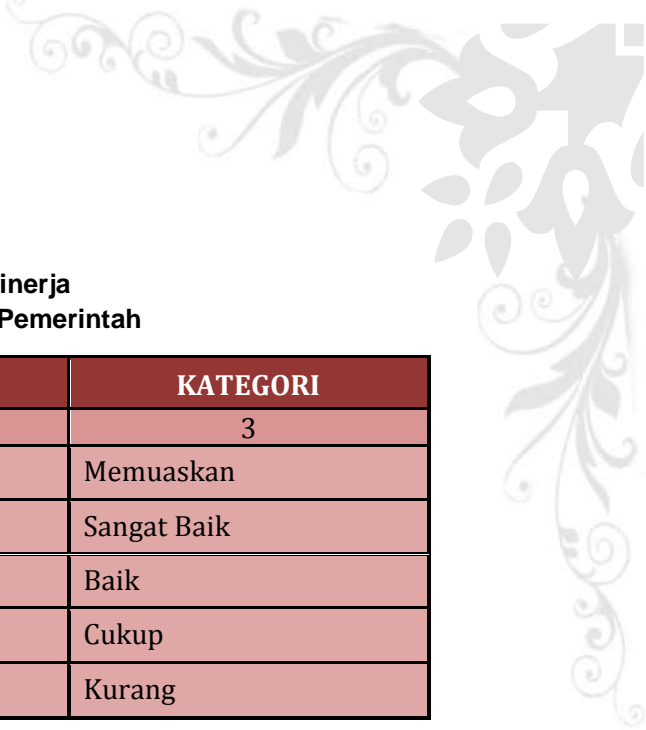 inerja
Pemerintah
KATEGORI
3
Memuaskan
Sangat Baik
Baik
Cukup
Kurang